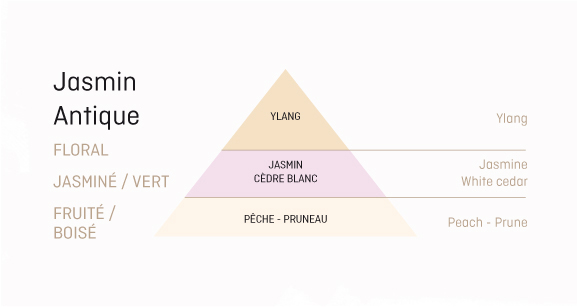 Jasmin
Antique
FLORAL
JASMINÉ / VERT
FRUITÉ /
BOISÉ
YLANG
JASMIN
CÈDRE BLANC
PÊCHE - PRUNEAU
Ylang
Jasmine
White cedar
Peach - Prune